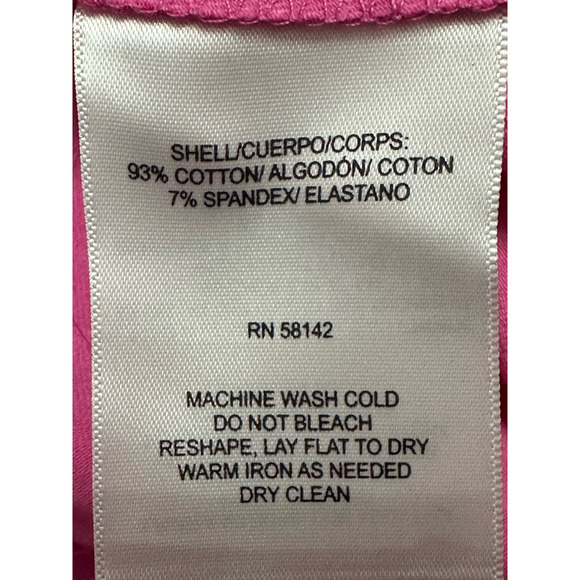 SHELL/CUERPO/CORPS:
93% COTTON/ ALGODÓN/ COTON
7% SPANDEX/ ELASTANO
RN 58142
MACHINE WASH COLD
DO NOT BLEACH
RESHAPE, LAY FLAT TO DRY
WARM IRON AS NEEDED
DRY CLEAN